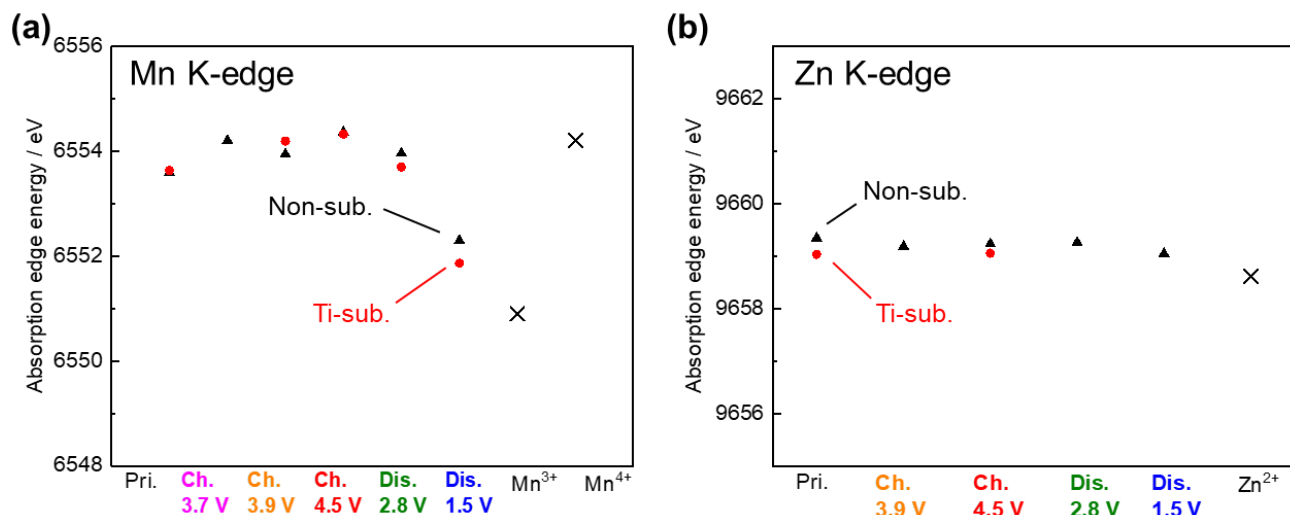 (a)
Mn K-edge
Absorption edge energy / eV
6556
6554
6552
6550
6548
Non-sub.
Ti-sub.
Pri.
Ch.
3.7 V
Ch.
3.9 V
Ch.
4.5 V
Dis.
2.8 V
Dis.
1.5 V
Mn³⁺
Mn⁴⁺
(b)
Zn K-edge
Absorption edge energy / eV
9662
9660
9658
9656
Non-sub.
Ti-sub.
Pri.
Ch.
3.9 V
Ch.
4.5 V
Dis.
2.8 V
Dis.
1.5 V
Zn²⁺